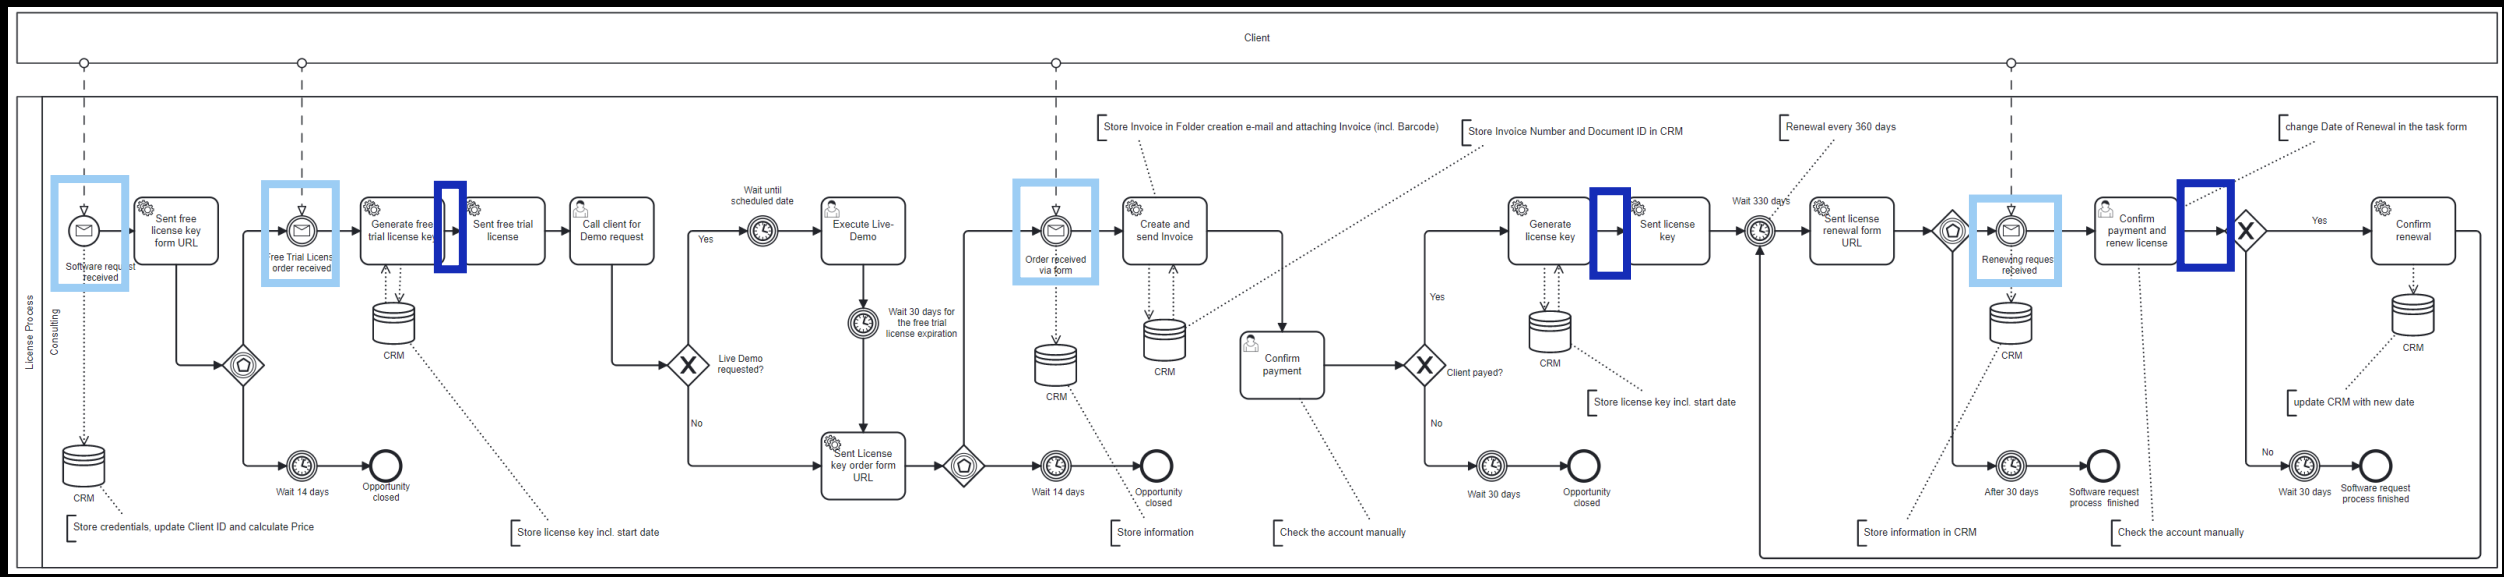 Client
License Process
Consulting
Software request
received
Sent free
license key
form URL
CRM
Store credentials, update Client ID and calculate Price
Free Trial Licens
order received
Wait 14 days
Opportunity
closed
Generate free
trial license key
CRM
Store license key incl. start date
Sent free trial
license
Call client for
Demo request
Live Demo
requested?
Yes
No
Wait until
scheduled date
Execute Live-
Demo
Wait 30 days for
the free trial
license expiration
Sent License
key order form
URL
Order received
via form
CRM
Store information
Wait 14 days
Opportunity
closed
Store Invoice in Folder creation e-mail and attaching Invoice (incl. Barcode)
Create and
send Invoice
CRM
Store Invoice Number and Document ID in CRM
Confirm
payment
Check the account manually
Client payed?
Yes
No
Wait 30 days
Opportunity
closed
Generate
license key
CRM
Store license key incl. start date
Sent license
key
Wait 330 days
Renewal every 360 days
Sent license
renewal form
URL
Renewing reques
received
CRM
Store information in CRM
After 30 days
Software request
process finished
Confirm
payment and
renew license
Check the account manually
change Date of Renewal in the task form
Yes
No
Confirm
renewal
CRM
update CRM with new date
Wait 30 days
Software request
process finished